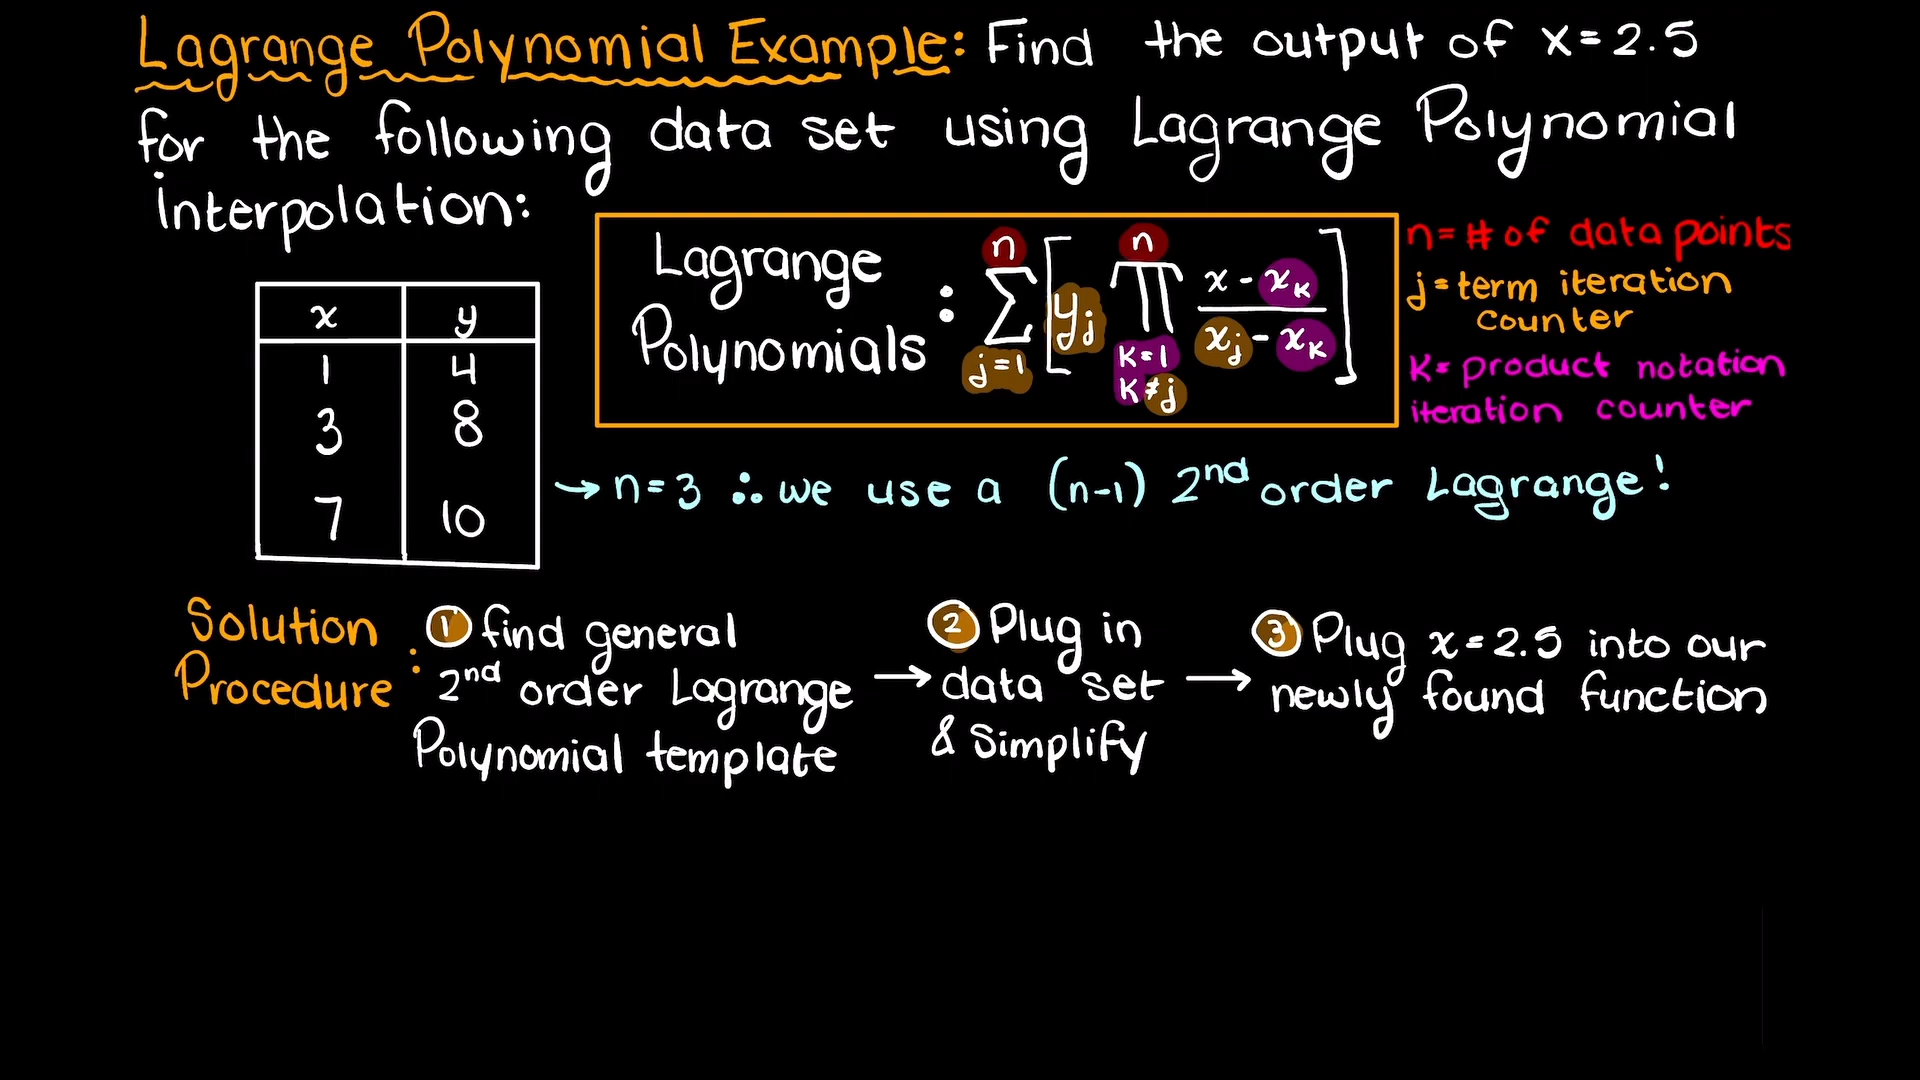 Lagrange Polynomial Example: Find the output of x=2.5
for the following data set using Lagrange Polynomial
interpolation:
x y
1 4
3 8
7 10
Lagrange Polynomials: n Σ j=1 [ yj n ∏ k=1 k≠j x - xk / xj - xk ]
n = # of data points
j = term iteration
counter
k = product notation
iteration counter
→ n=3 ∴ we use a (n-1) 2nd order Lagrange!
Solution
Procedure:
① find general
2nd order Lagrange
Polynomial template
→
② Plug in
data set
& simplify
→
③ Plug x=2.5 into our
newly found function